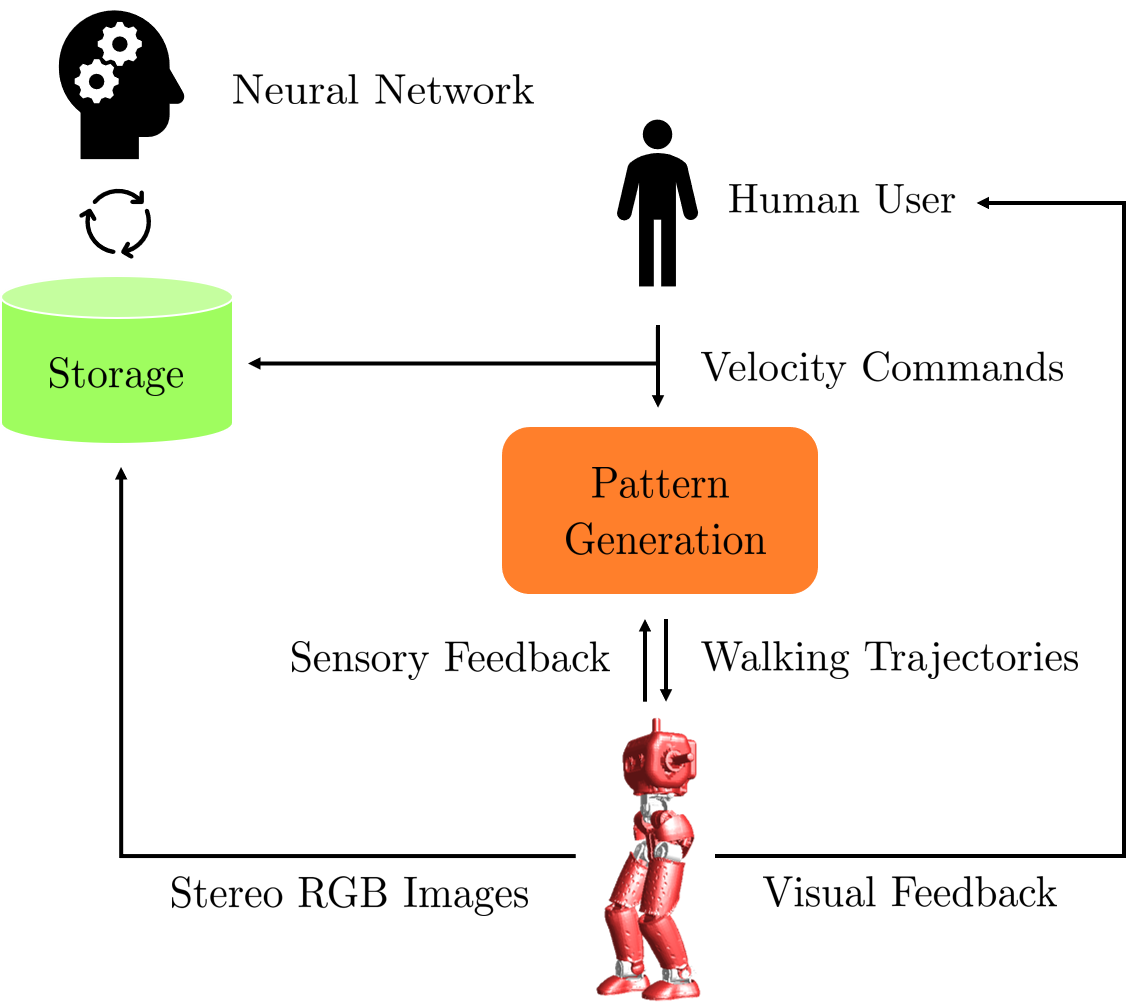 Neural Network
Human User
Storage
Velocity Commands
Pattern
Generation
Sensory Feedback
Walking Trajectories
Stereo RGB Images
Visual Feedback